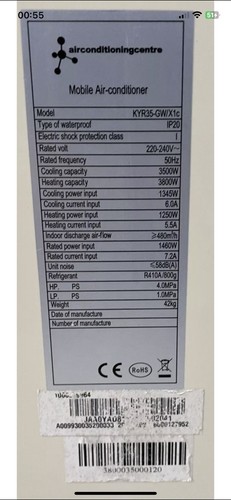 00:55
51
airconditioningcentre
Mobile Air-conditioner
Model KYR35-GW/X1c
Type of waterproof IP20
Electric shock protection class I
Rated volt 220-240V~
Rated frequency 50Hz
Cooling capacity 3500W
Heating capacity 3800W
Cooling power input 1345W
Cooling current input 6.0A
Heating power input 1250W
Heating current input 5.5A
Indoor discharge air-flow ≥480m³/h
Rated power input 1460W
Rated current input 7.2A
Unit noise ≤58dB(A)
Refrigerant R410A/800g
HP. PS 4.0MPa
LP. PS 1.0MPa
Weight 42kg
Date of manufacture
Number of manufacture
CE RoHS
3800035000120